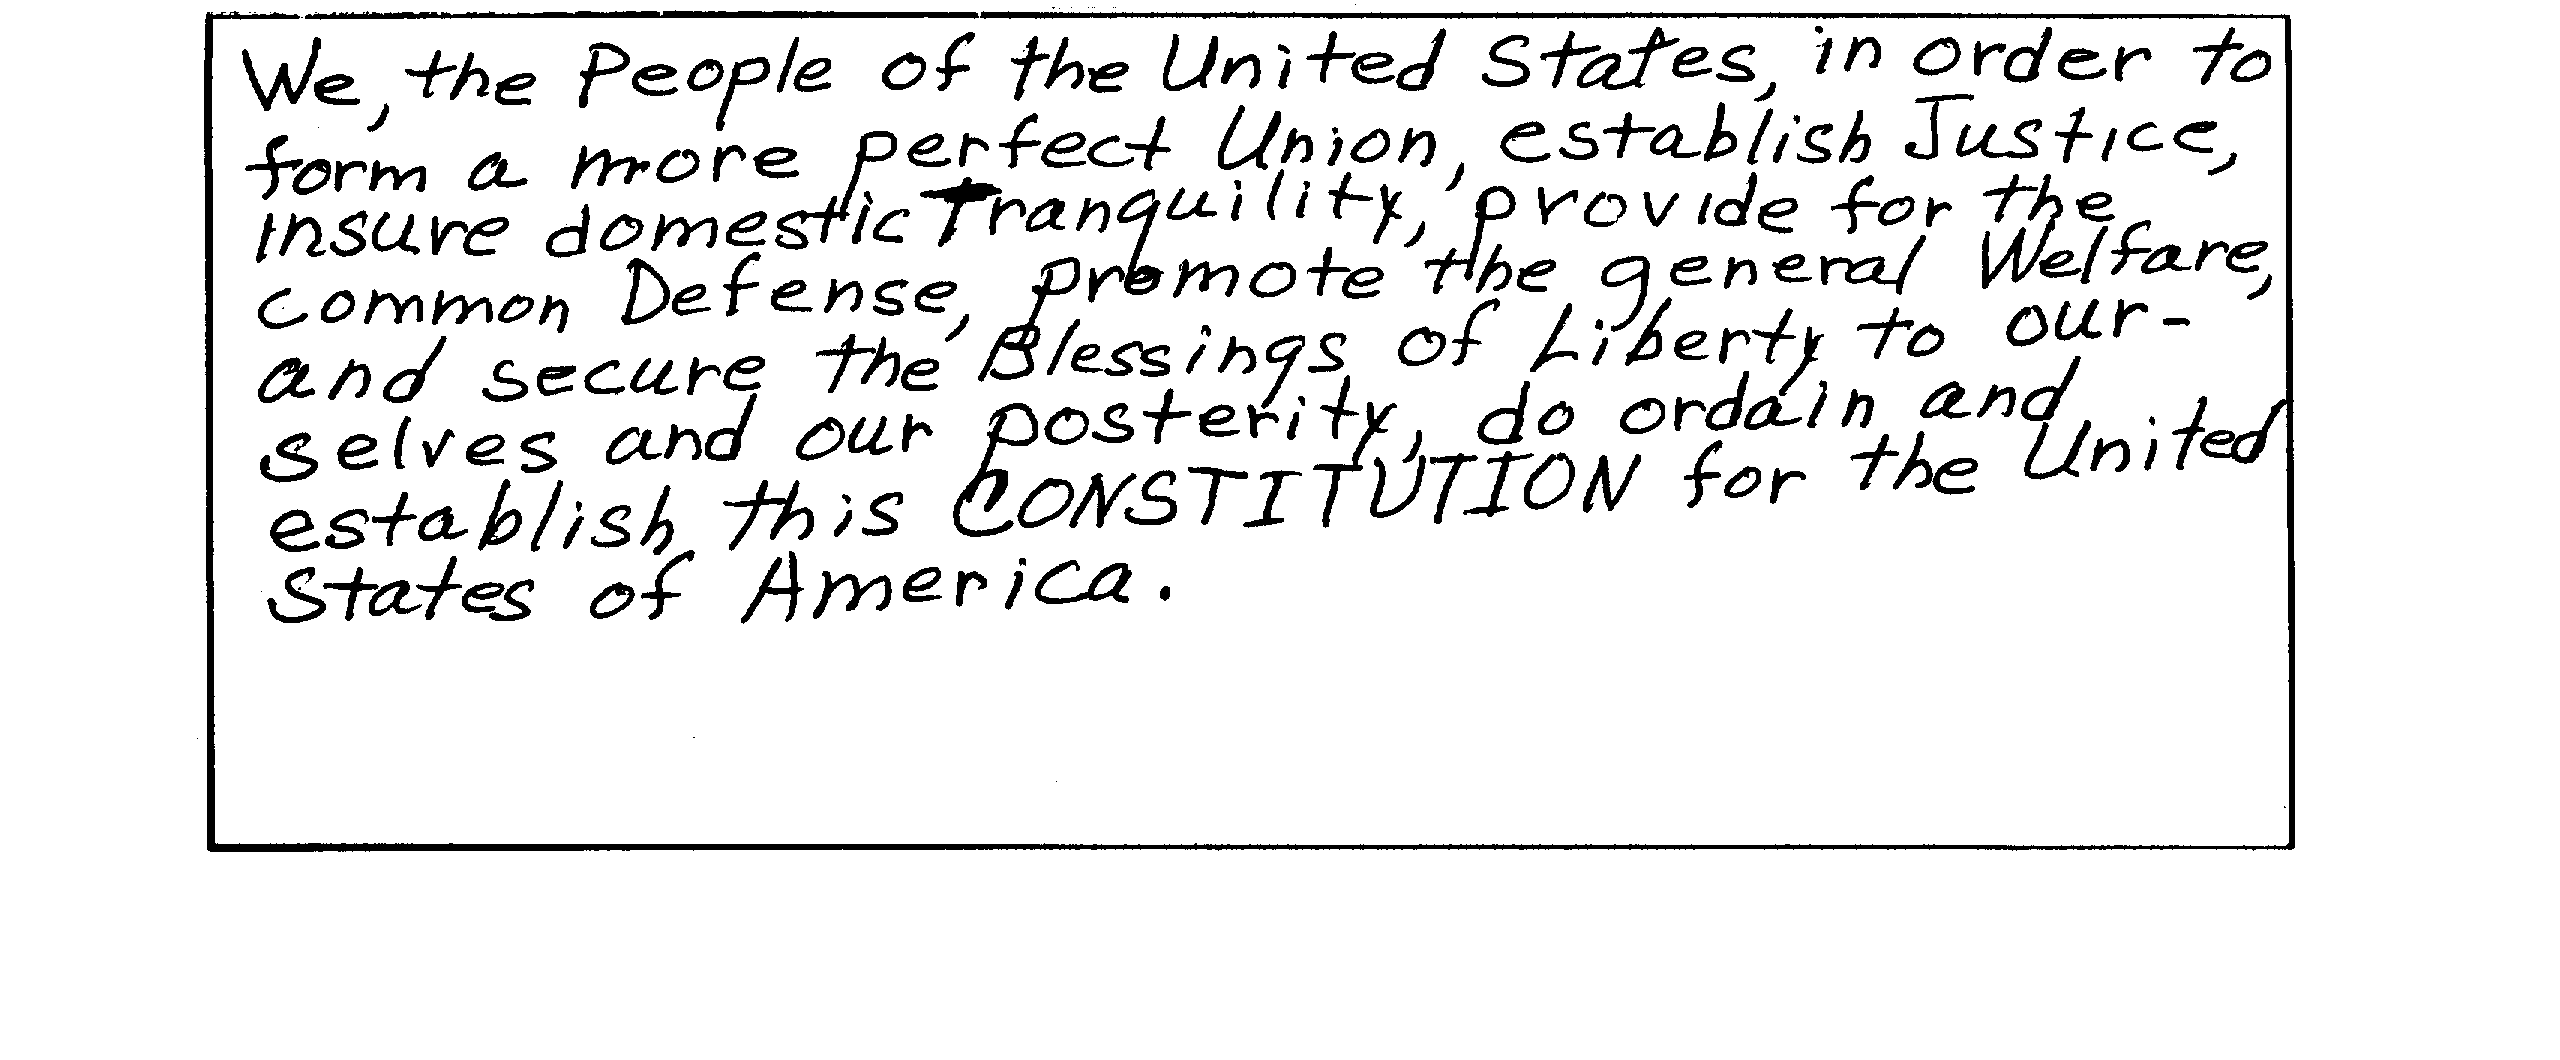 We, the People of the United States, in order to
form a more perfect Union, establish Justice,
insure domestic Tranquility, provide for the
common Defense, promote the general Welfare,
and secure the Blessings of Liberty to our-
selves and our posterity, do ordain and
establish this CONSTITUTION for the United
States of America.